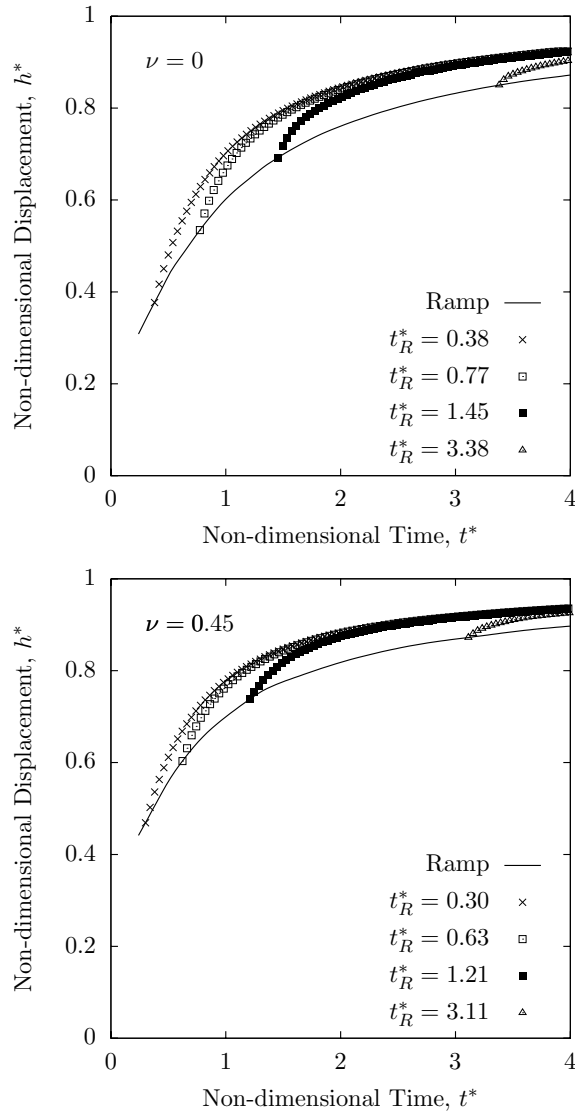 1
0.8
0.6
0.4
0.2
0
Non-dimensional Displacement, h*
ν = 0
Ramp
t*_R = 0.38
t*_R = 0.77
t*_R = 1.45
t*_R = 3.38
0 1 2 3 4
Non-dimensional Time, t*
1
0.8
0.6
0.4
0.2
0
Non-dimensional Displacement, h*
ν = 0.45
Ramp
t*_R = 0.30
t*_R = 0.63
t*_R = 1.21
t*_R = 3.11
0 1 2 3 4
Non-dimensional Time, t*